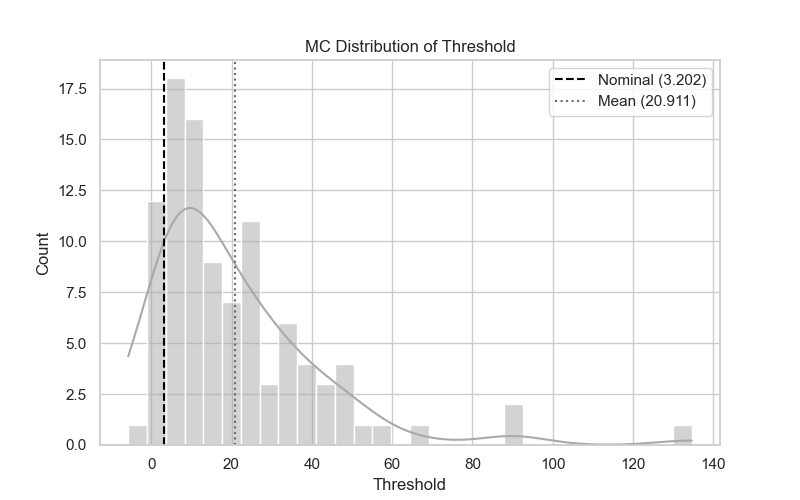 MC Distribution of Threshold
Nominal (3.202)
Mean (20.911)
17.5
15.0
12.5
10.0
7.5
5.0
2.5
0.0
Count
0 20 40 60 80 100 120 140
Threshold